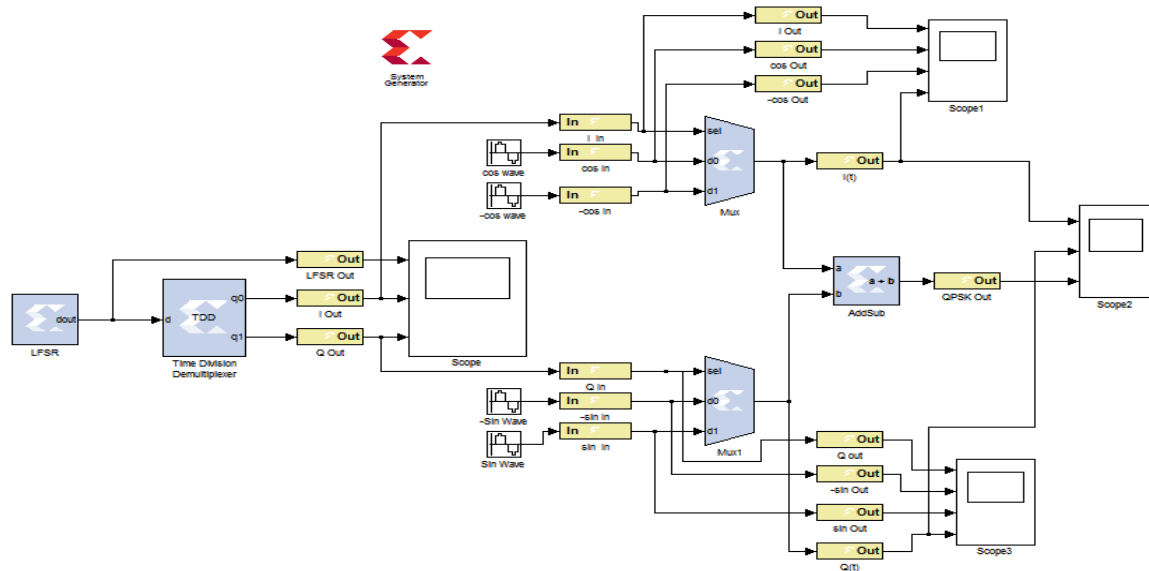 Out
I Out
Out
cos Out
Out
-cos Out
Scope1
System
Generator
In
I In
cos wave
In
cos in
-cos wave
In
-cos in
sel
d0
d1
Mux
Out
I(t)
Out
LFSR Out
Out
I Out
Out
Q Out
Scope
dout
LFSR
d
TDD
q0
q1
Time Division
Demultiplexer
a
b
a + b
AddSub
Out
QPSK Out
Scope2
In
Q in
-Sin Wave
In
-sin in
Sin Wave
In
sin in
sel
d0
d1
Mux1
Out
Q out
Out
-sin Out
Out
sin Out
Out
Q(t)
Scope3